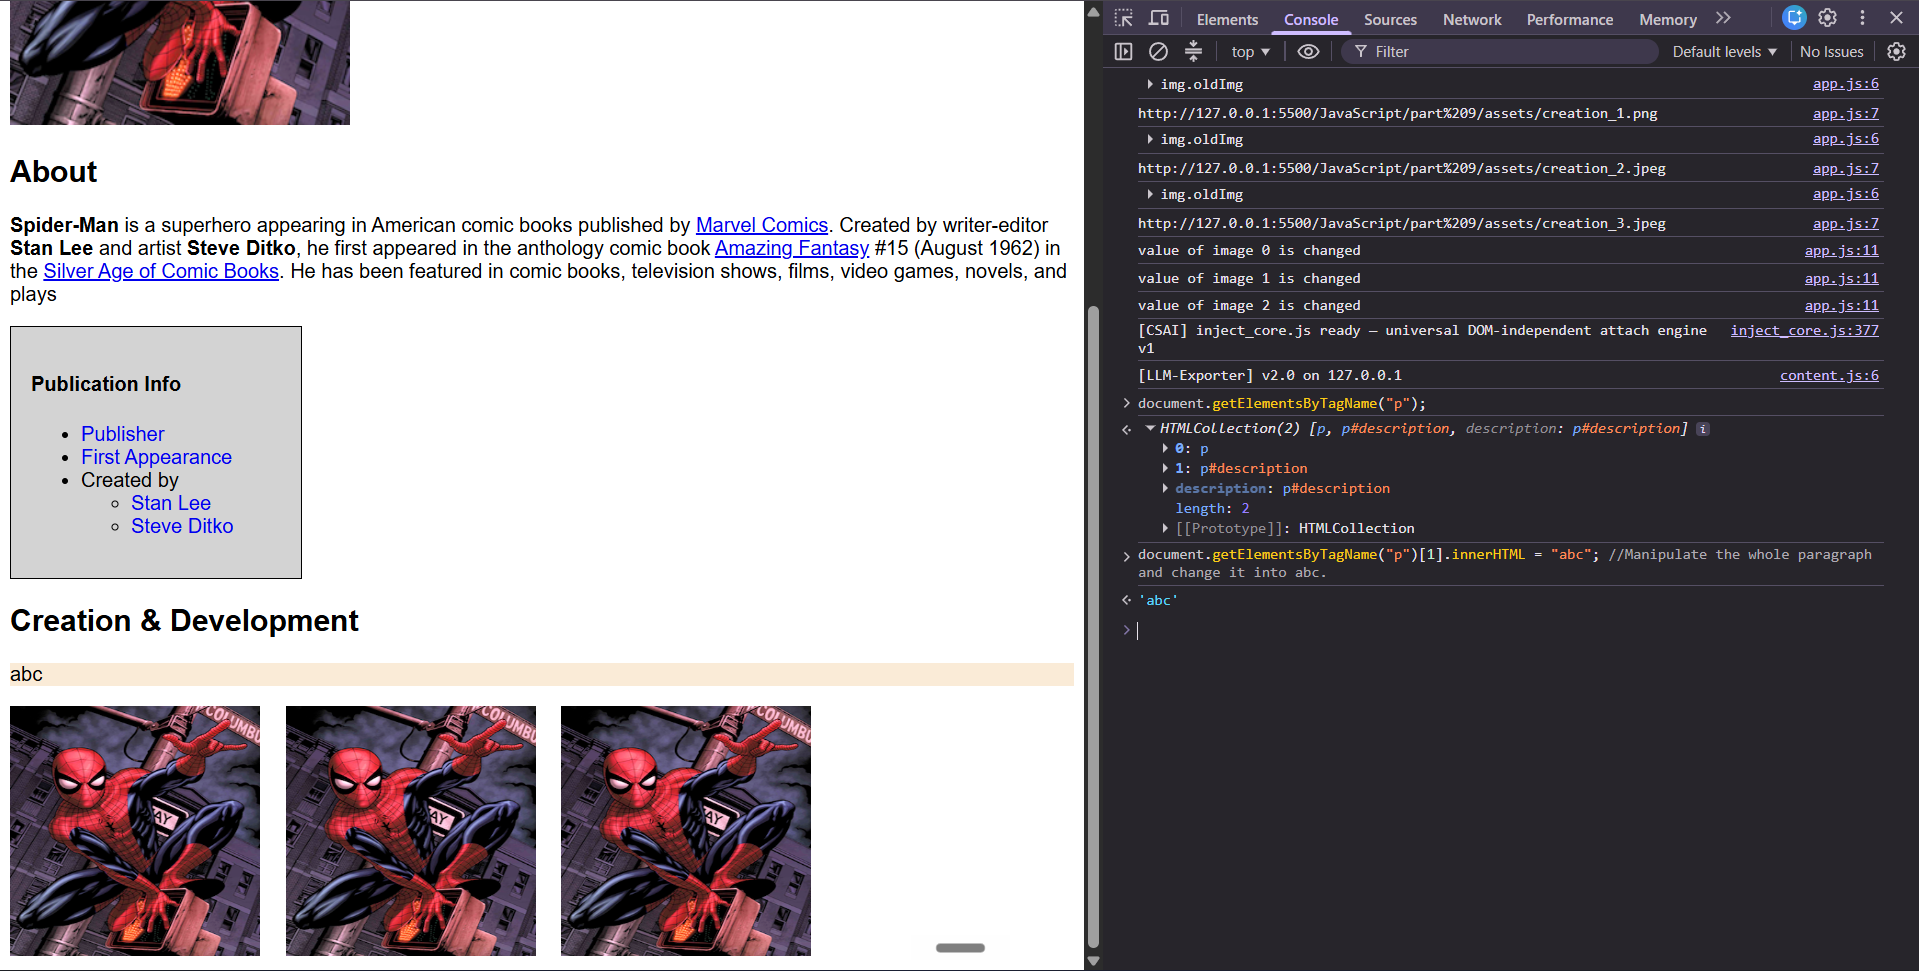 About
Spider-Man is a superhero appearing in American comic books published by Marvel Comics. Created by writer-editor
Stan Lee and artist Steve Ditko, he first appeared in the anthology comic book Amazing Fantasy #15 (August 1962) in
the Silver Age of Comic Books. He has been featured in comic books, television shows, films, video games, novels, and
plays
Publication Info
Publisher
First Appearance
Created by
Stan Lee
Steve Ditko
Creation & Development
abc
Elements Console Sources Network Performance Memory
top Filter Default levels No Issues
img.oldImg app.js:6
http://127.0.0.1:5500/JavaScript/part%209/assets/creation_1.png app.js:7
img.oldImg app.js:6
http://127.0.0.1:5500/JavaScript/part%209/assets/creation_2.jpeg app.js:7
img.oldImg app.js:6
http://127.0.0.1:5500/JavaScript/part%209/assets/creation_3.jpeg app.js:7
value of image 0 is changed app.js:11
value of image 1 is changed app.js:11
value of image 2 is changed app.js:11
[CSAI] inject_core.js ready – universal DOM-independent attach engine inject_core.js:377
v1
[LLM-Exporter] v2.0 on 127.0.0.1 content.js:6
document.getElementsByTagName("p");
HTMLCollection(2) [p, p#description, description: p#description]
0: p
1: p#description
description: p#description
length: 2
[[Prototype]]: HTMLCollection
document.getElementsByTagName("p")[1].innerHTML = "abc"; //Manipulate the whole paragraph
and change it into abc.
'abc'